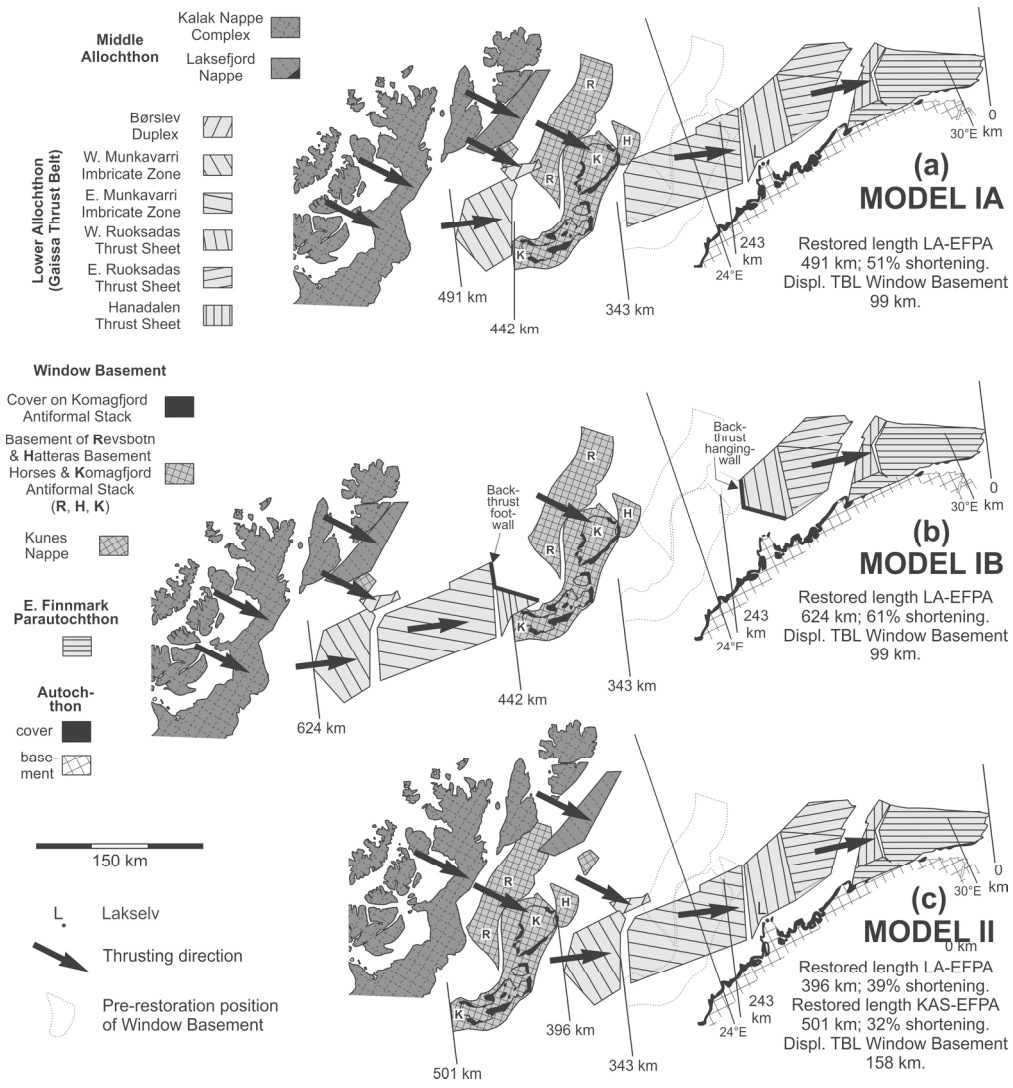 Middle
Allochthon
Kalak Nappe
Complex
Laksefjord
Nappe
Lower Allochthon
(Gaissa Thrust Belt)
Børslev
Duplex
W. Munkavarri
Imbricate Zone
E. Munkavarri
Imbricate Zone
W. Ruoksadas
Thrust Sheet
E. Ruoksadas
Thrust Sheet
Hanadalen
Thrust Sheet
Window Basement
Cover on Komagfjord
Antiformal Stack
Basement of Revsbotn
& Hatteras Basement
Horses & Komagfjord
Antiformal Stack
(R, H, K)
Kunes
Nappe
E. Finnmark
Parautochthon
Autoch-
thon
cover
base
ment
150 km
L
Lakselv
Thrusting direction
Pre-restoration position
of Window Basement
R
R
K
K
H
L
491 km
442 km
343 km
243
km
24°E
30°E
0
km
(a)
MODEL IA
Restored length LA-EFPA
491 km; 51% shortening.
Displ. TBL Window Basement
99 km.
Back-
thrust
foot-
wall
Back-
thrust
hanging-
wall
R
R
K
K
H
624 km
442 km
343 km
243
km
24°E
30°E
0
km
(b)
MODEL IB
Restored length LA-EFPA
624 km; 61% shortening.
Displ. TBL Window Basement
99 km.
R
R
K
K
H
L
501 km
396 km
343 km
243
km
24°E
30°E
0
km
(c)
MODEL II
0 km
Restored length LA-EFPA
396 km; 39% shortening.
Restored length KAS-EFPA
501 km; 32% shortening.
Displ. TBL Window Basement
158 km.